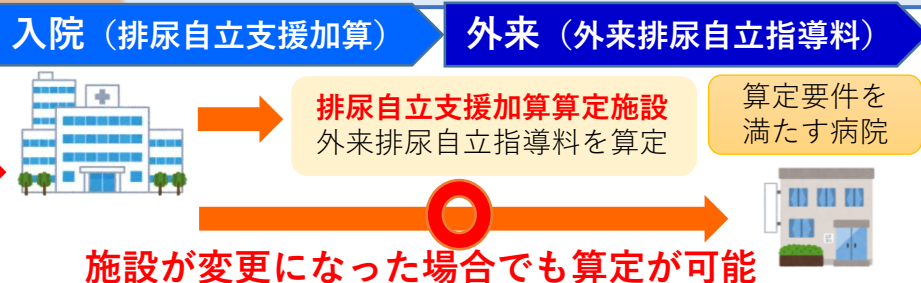 入院（排尿自立支援加算）
外来（外来排尿自立指導料）
排尿自立支援加算算定施設
外来排尿自立指導料を算定
算定要件を
満たす病院
施設が変更になった場合でも算定が可能